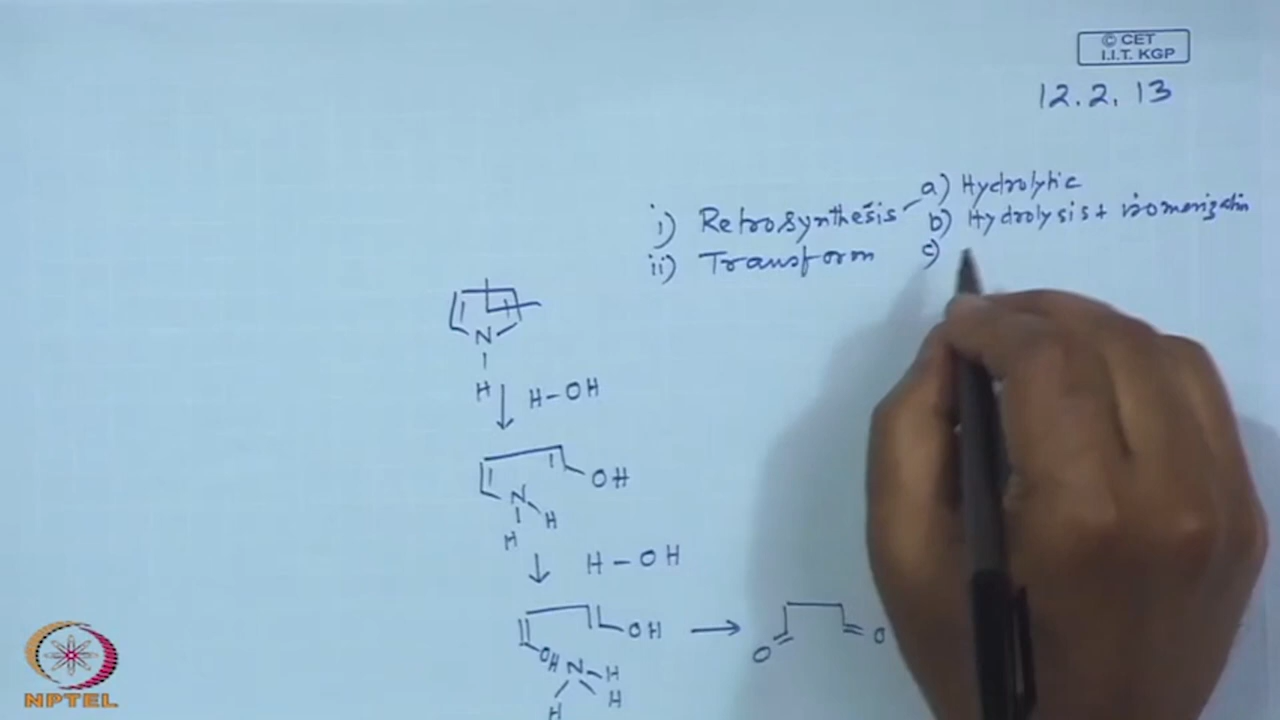 © CET
I.I.T. KGP
12.2.13
i) Retrosynthesis
a) Hydrolytic
b) Hydrolysis + isomerization
ii) Transform
c)
N
H
H-OH
OH
N
H
H
H-OH
OH
OH
N
H
H
H
O
O
NPTEL